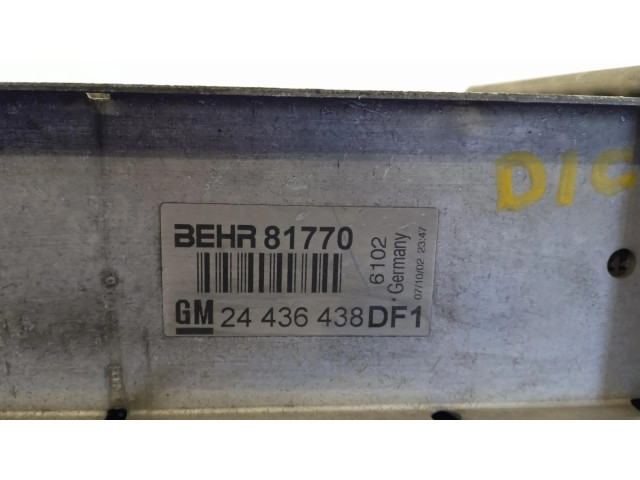 BEHR 81770
6102
• Germany
07/10/02 23:47
GM 24 436 438 DF1